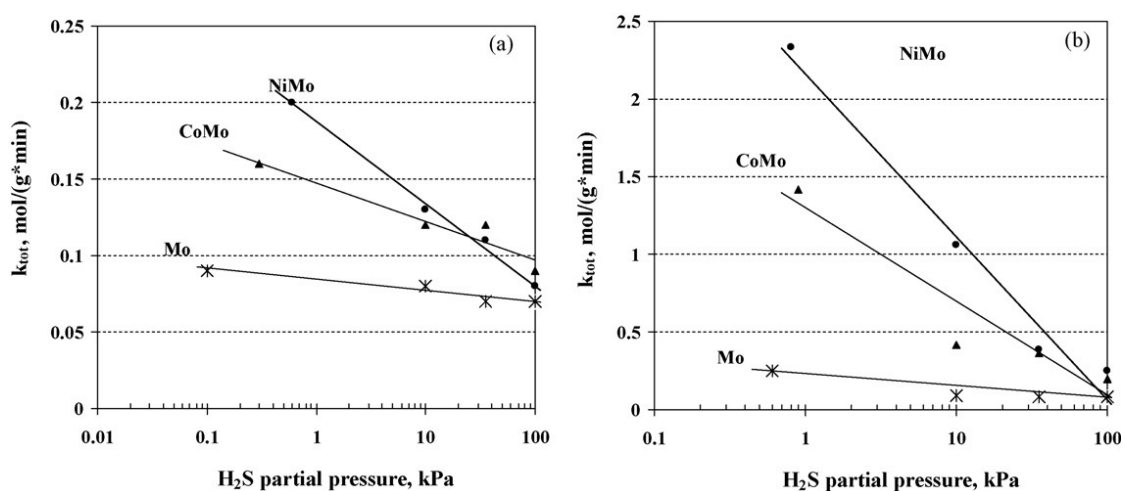 (a)
0.25
0.2
0.15
0.1
0.05
0
NiMo
CoMo
Mo
0.01
0.1
1
10
100
k_tot, mol/(g*min)
H₂S partial pressure, kPa
(b)
2.5
2
1.5
1
0.5
0
NiMo
CoMo
Mo
0.1
1
10
100
k_tot, mol/(g*min)
H₂S partial pressure, kPa